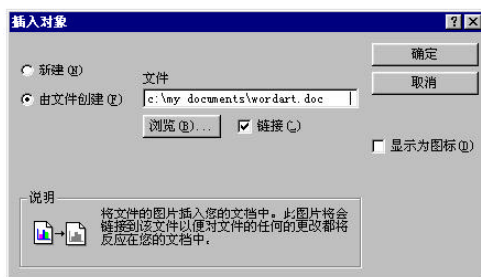 插入对象
新建(N)
由文件创建(F)
文件
c:\my documents\wordart.doc
浏览(B)...
链接(L)
确定
取消
显示为图标(D)
说明
将文件的图片插入您的文档中。此图片将会
链接到该文件以便对文件的任何的更改都将
反应在您的文档中。